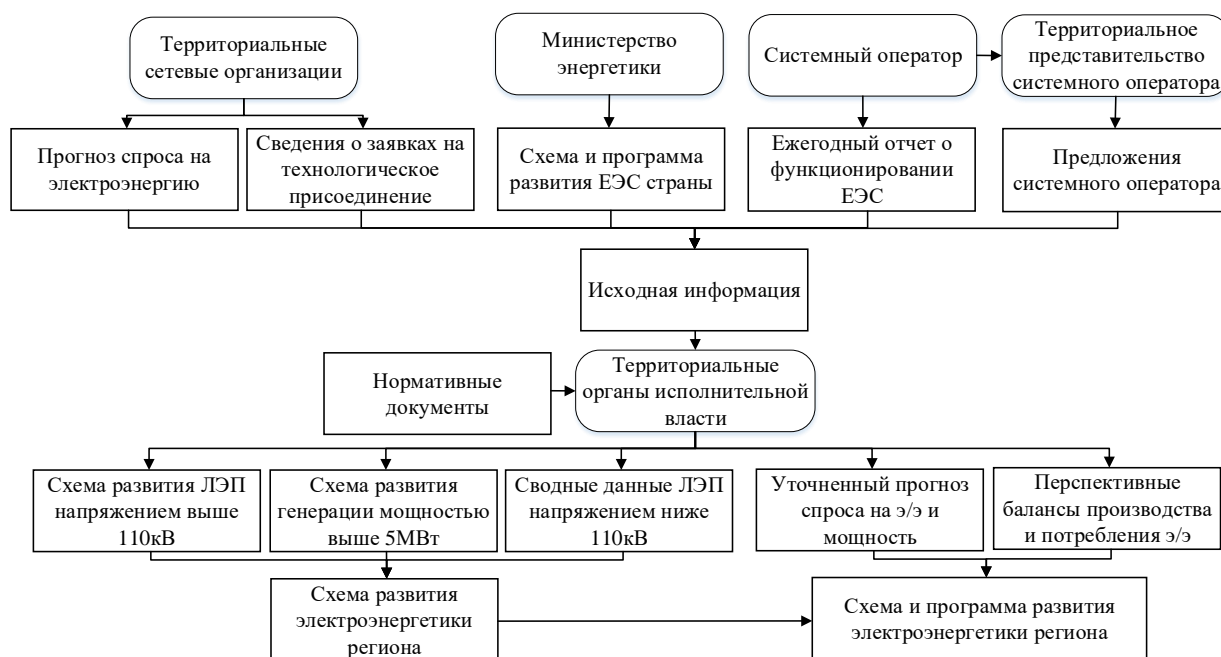 Территориальные
сетевые организации
Министерство
энергетики
Системный оператор
Территориальное
представительство
системного оператора
Прогноз спроса на
электроэнергию
Сведения о заявках на
технологическое
присоединение
Схема и программа
развития ЕЭС страны
Ежегодный отчет о
функционировании
ЕЭС
Предложения
системного оператора
Исходная информация
Нормативные
документы
Территориальные
органы исполнительной
власти
Схема развития ЛЭП
напряжением выше
110кВ
Схема развития
генерации мощностью
выше 5МВт
Сводные данные ЛЭП
напряжением ниже
110кВ
Уточненный прогноз
спроса на э/э и
мощность
Перспективные
балансы производства
и потребления э/э
Схема развития
электроэнергетики
региона
Схема и программа развития
электроэнергетики региона